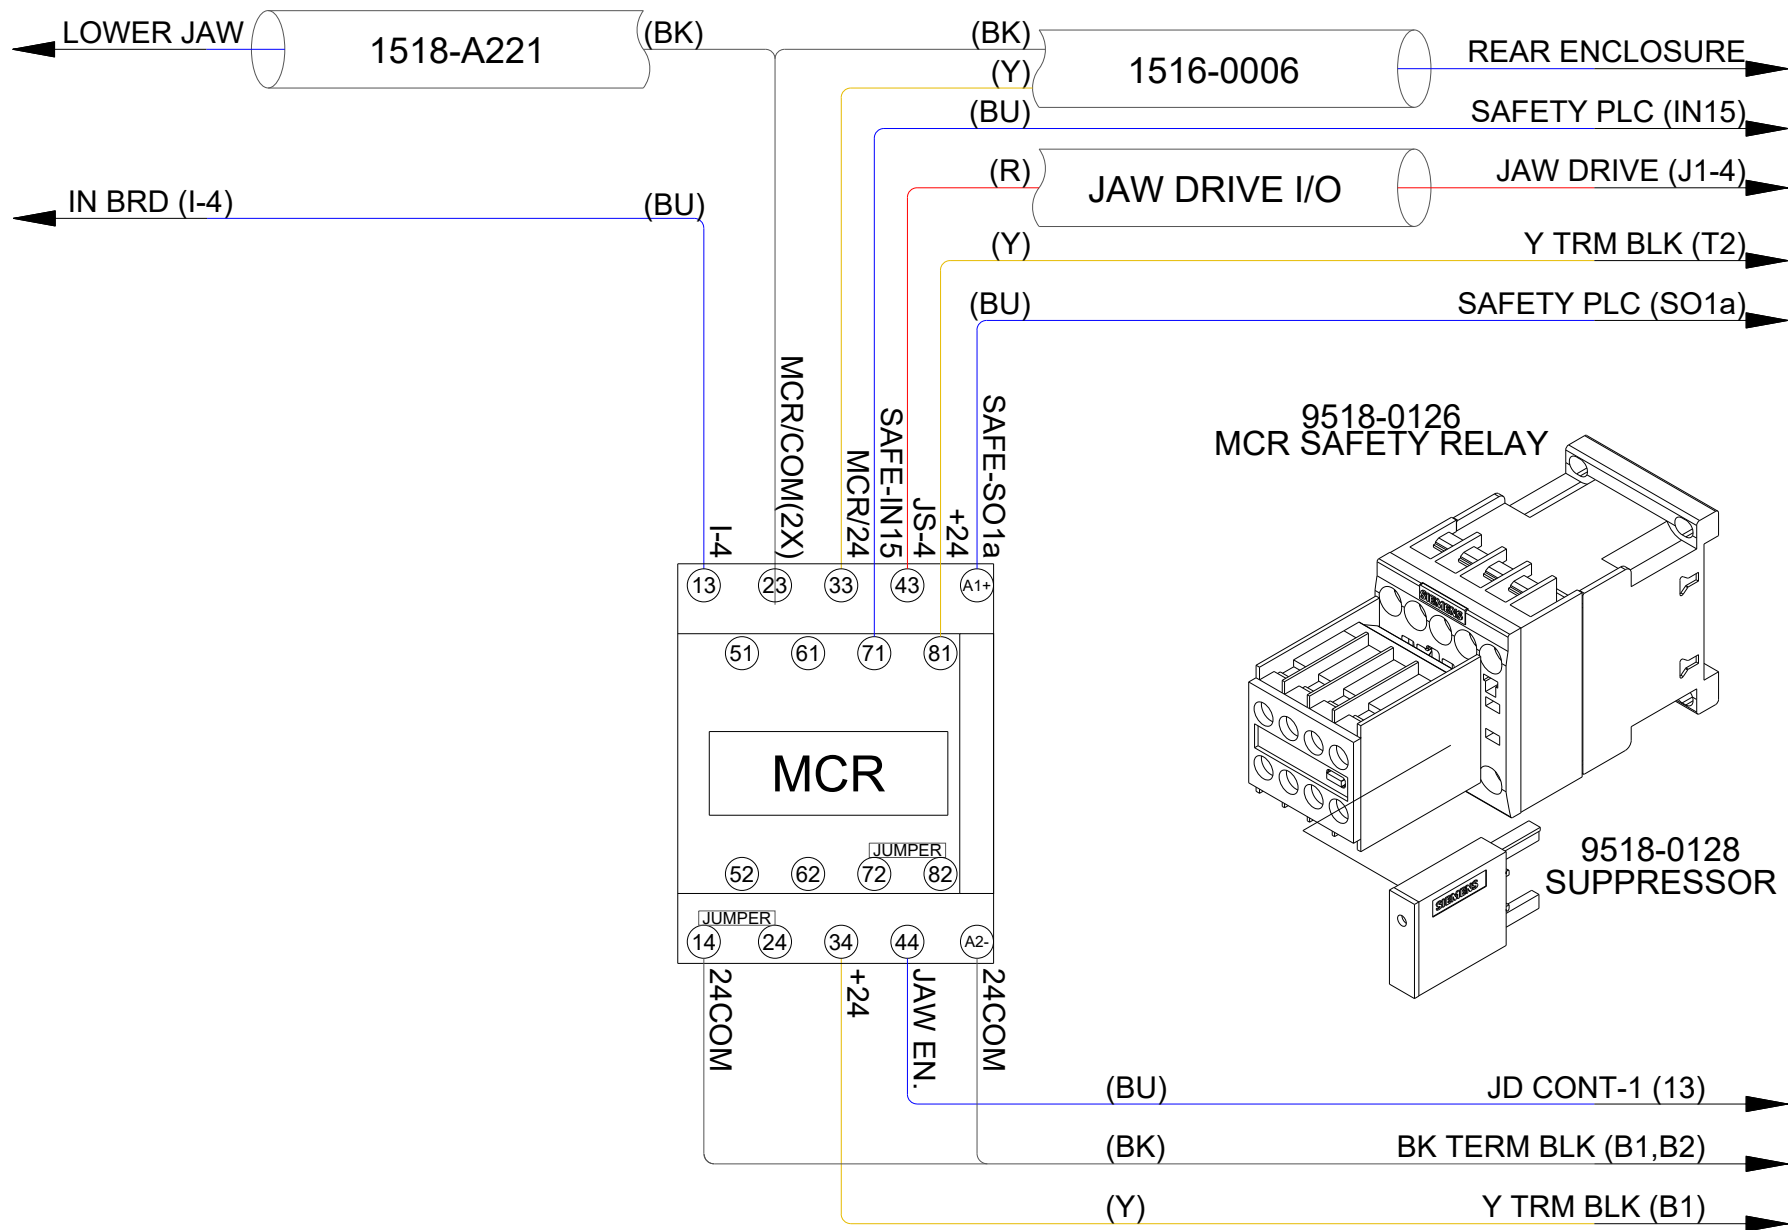 LOWER JAW
1518-A221
(BK)
(BK)
(Y)
1516-0006
REAR ENCLOSURE
(BU)
SAFETY PLC (IN15)
(R)
JAW DRIVE I/O
JAW DRIVE (J1-4)
IN BRD (I-4)
(BU)
(Y)
Y TRM BLK (T2)
(BU)
SAFETY PLC (SO1a)
I-4
MCR/COM(2X)
MCR/24
SAFE-IN15
JS-4
+24
SAFE-SO1a
9518-0126
MCR SAFETY RELAY
SIEMENS
13
23
33
43
A1+
51
61
71
81
MCR
JUMPER
52
62
72
82
JUMPER
14
24
34
44
A2-
24COM
+24
JAW EN.
24COM
9518-0128
SUPPRESSOR
SIEMENS
(BU)
JD CONT-1 (13)
(BK)
BK TERM BLK (B1,B2)
(Y)
Y TRM BLK (B1)